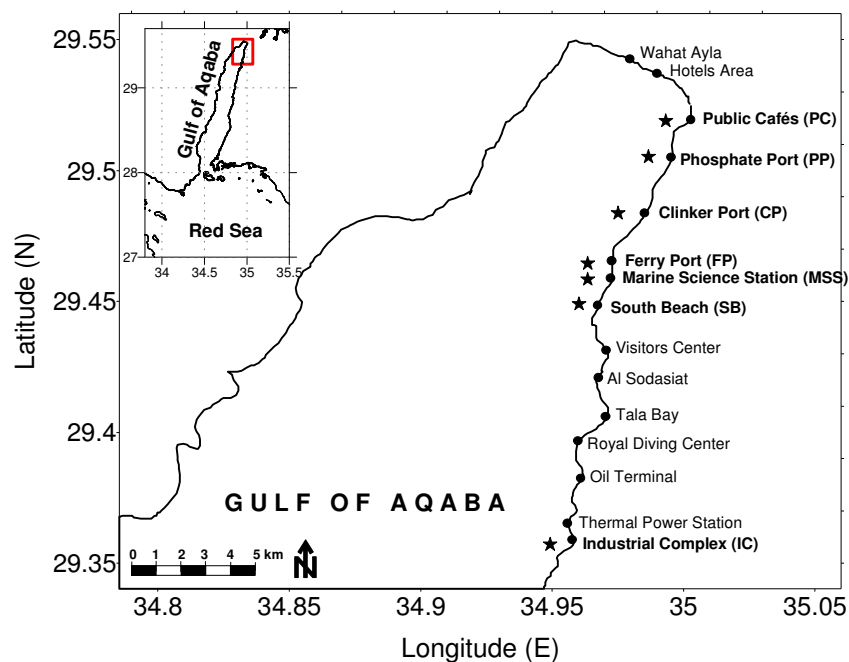 29.55
29.5
29.45
29.4
29.35
Latitude (N)
34.8
34.85
34.9
34.95
35
35.05
Longitude (E)
29
28
27
34
34.5
35
35.5
Gulf of Aqaba
Red Sea
Wahat Ayla
Hotels Area
Public Cafés (PC)
Phosphate Port (PP)
Clinker Port (CP)
Ferry Port (FP)
Marine Science Station (MSS)
South Beach (SB)
Visitors Center
Al Sodasiat
Tala Bay
Royal Diving Center
Oil Terminal
Thermal Power Station
Industrial Complex (IC)
GULF OF AQABA
0 1 2 3 4 5 km
N